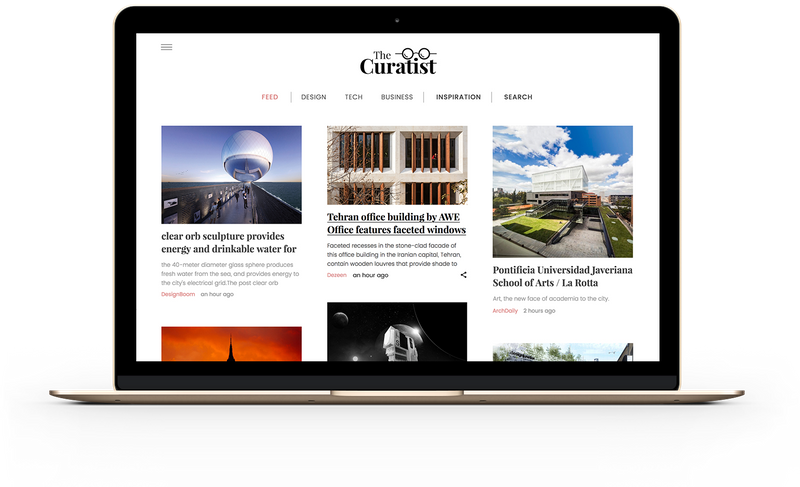 The
Curatist
FEED
DESIGN
TECH
BUSINESS
INSPIRATION
SEARCH
clear orb sculpture provides
energy and drinkable water for
the 40-meter diameter glass sphere produces
fresh water from the sea, and provides energy to
the city's electrical grid.The post clear orb
DesignBoom an hour ago
Tehran office building by AWE
Office features faceted windows
Faceted recesses in the stone-clad facade of
this office building in the Iranian capital, Tehran,
contain wooden louvres that provide shade to
Dezeen an hour ago
Pontificia Universidad Javeriana
School of Arts / La Rotta
Art, the new face of academia to the city.
ArchDaily 2 hours ago